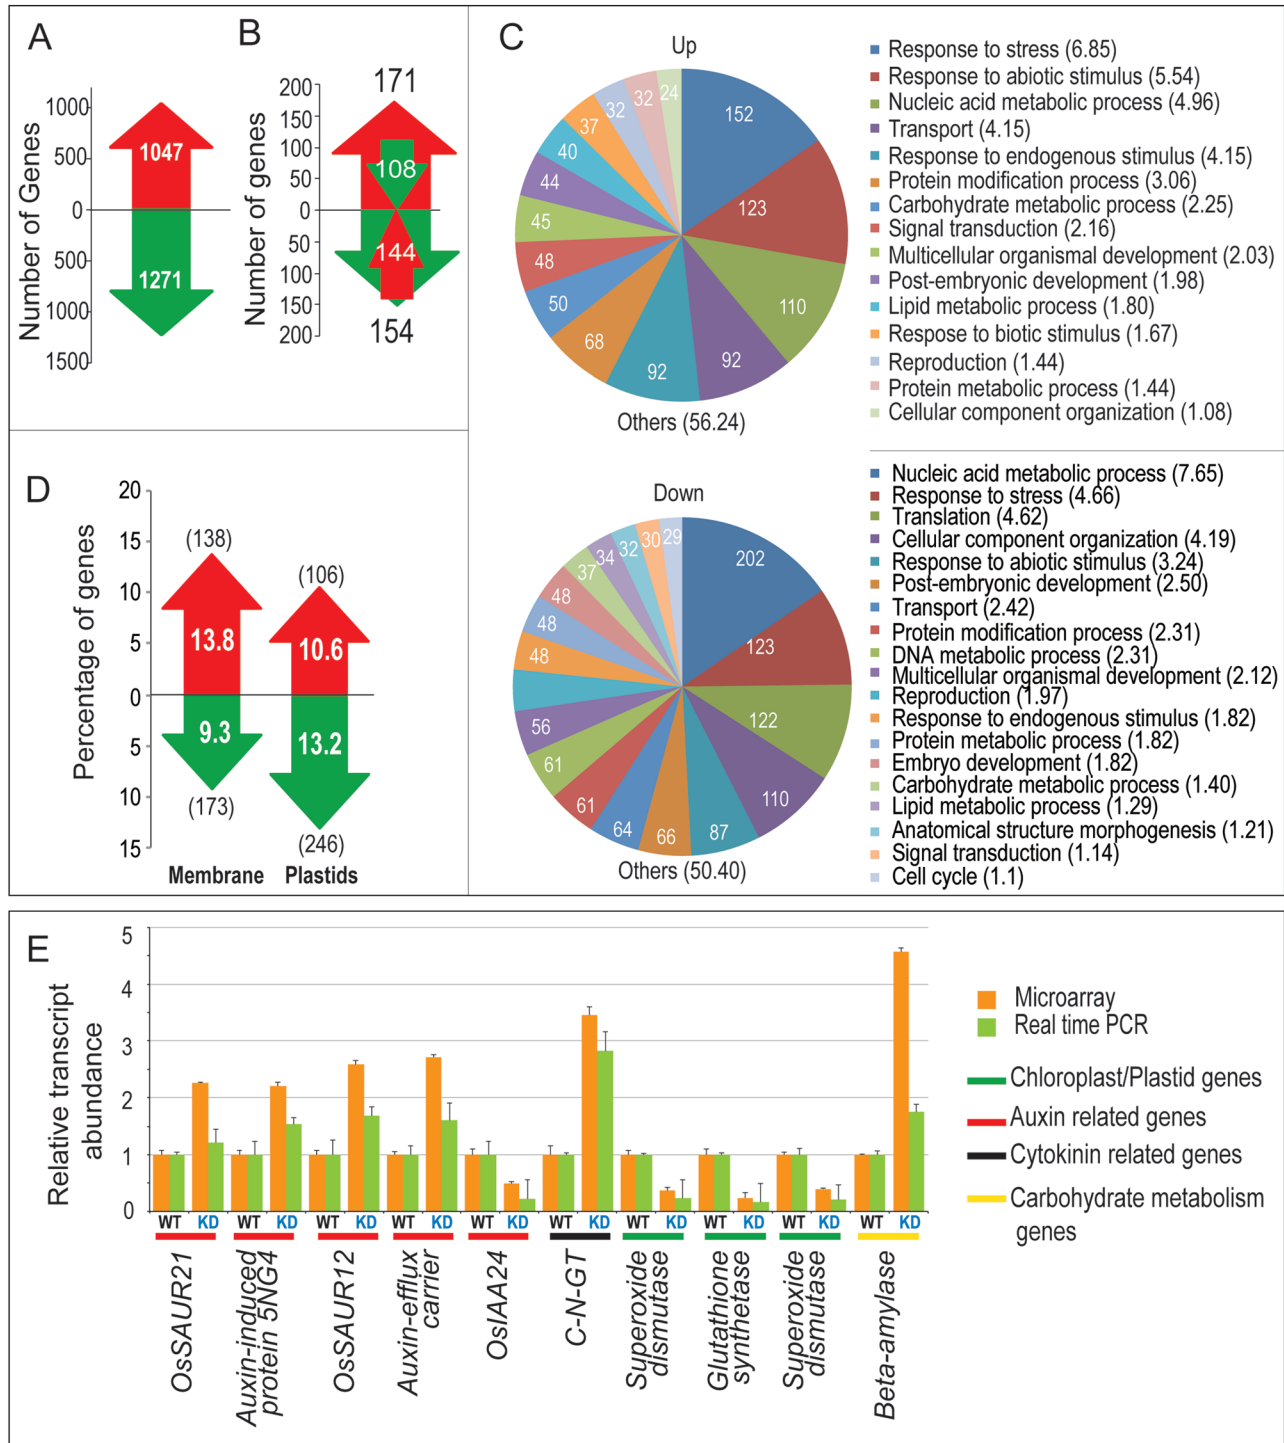 A
Number of Genes
1000
500
0
500
1000
1500
1047
1271
B
Number of genes
200
150
100
50
0
50
100
150
200
171
108
144
154
C
Up
152
123
110
92
92
68
50
48
45
44
40
37
32
32
24
Others (56.24)
Response to stress (6.85)
Response to abiotic stimulus (5.54)
Nucleic acid metabolic process (4.96)
Transport (4.15)
Response to endogenous stimulus (4.15)
Protein modification process (3.06)
Carbohydrate metabolic process (2.25)
Signal transduction (2.16)
Multicellular organismal development (2.03)
Post-embryonic development (1.98)
Lipid metabolic process (1.80)
Respose to biotic stimulus (1.67)
Reproduction (1.44)
Protein metabolic process (1.44)
Cellular component organization (1.08)
Down
202
123
122
110
87
66
64
61
61
56
48
48
48
37
34
32
30
29
Others (50.40)
Nucleic acid metabolic process (7.65)
Response to stress (4.66)
Translation (4.62)
Cellular component organization (4.19)
Response to abiotic stimulus (3.24)
Post-embryonic development (2.50)
Transport (2.42)
Protein modification process (2.31)
DNA metabolic process (2.31)
Multicellular organismal development (2.12)
Reproduction (1.97)
Response to endogenous stimulus (1.82)
Protein metabolic process (1.82)
Embryo development (1.82)
Carbohydrate metabolic process (1.40)
Lipid metabolic process (1.29)
Anatomical structure morphogenesis (1.21)
Signal transduction (1.14)
Cell cycle (1.1)
D
Percentage of genes
20
15
10
5
0
5
10
15
(138)
13.8
9.3
(173)
(106)
10.6
13.2
(246)
Membrane
Plastids
E
Relative transcript
abundance
5
4
3
2
1
0
WT KD WT KD WT KD WT KD WT KD WT KD WT KD WT KD WT KD WT KD
OsSAUR21
Auxin-induced
protein 5NG4
OsSAUR12
Auxin-efflux
carrier
OsIAA24
C-N-GT
Superoxide
dismutase
Glutathione
synthetase
Superoxide
dismutase
Beta-amylase
Microarray
Real time PCR
Chloroplast/Plastid genes
Auxin related genes
Cytokinin related genes
Carbohydrate metabolism
genes